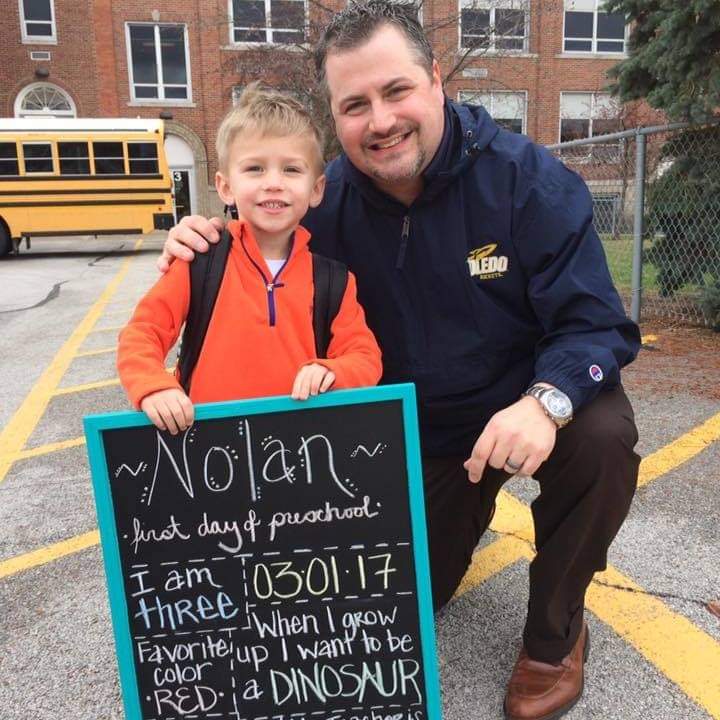 ~Nolan~
first day of preschool
I am
three
03·01·17
Favorite
color
·RED·
When I grow
up I want to be
a DINOSAUR
Teacher is
TOLEDO
ROCKETS
3